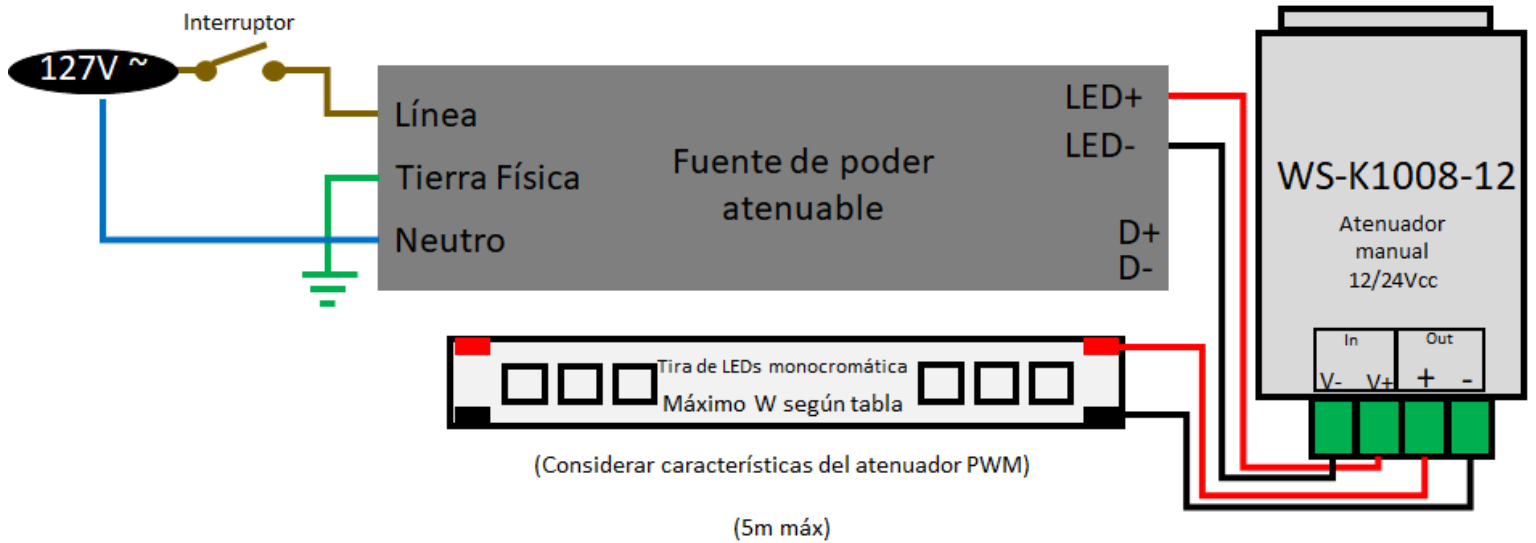 Interruptor
127V ~
Línea
Tierra Física
Neutro
Fuente de poder
atenuable
LED+
LED-
D+
D-
WS-K1008-12
Atenuador
manual
12/24Vcc
In
Out
V- V+ + -
Tira de LEDs monocromática
Máximo W según tabla
(Considerar características del atenuador PWM)
(5m máx)